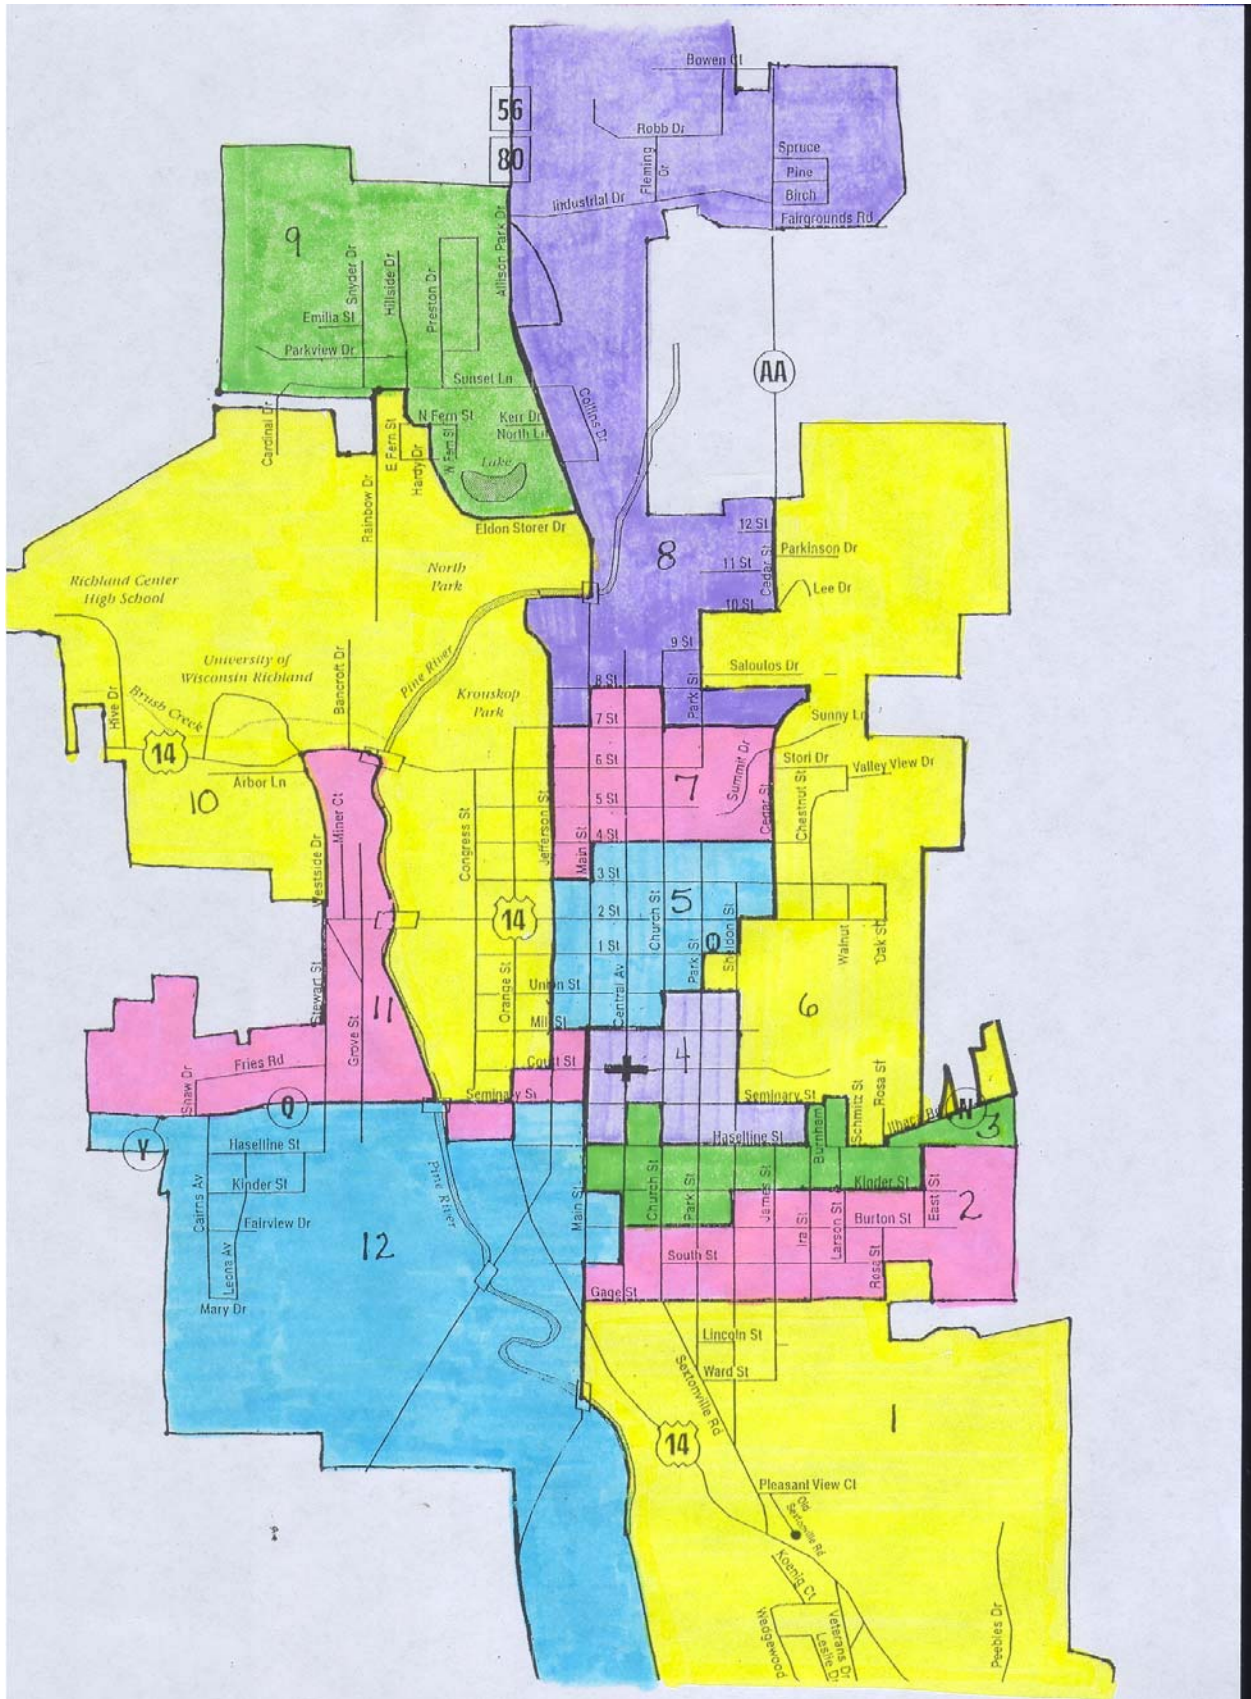 Bowen Ct
56
Robb Dr
80
Spruce
Fleming
Dr
Pine
Birch
Industrial Dr
Fairgrounds Rd
9
Allison Park Dr
Snyder Dr
Hillside Dr
Preston Dr
Emilia St
Parkview Dr
AA
Sunset Ln
Collins Dr
Cardinal Dr
N Fern St
Kerr Dr
North Ln
E Fern St
Hardy Dr
W Fern St
Lake
Rainbow Dr
Eldon Storer Dr
12 St
8
Parkinson Dr
Cedar St
11 St
North
Park
Richland Center
High School
Lee Dr
10 St
9 St
University of
Wisconsin Richland
Bancroft Dr
Pine River
Saloutos Dr
8 St
Park St
Krouskop
Park
Hive Dr
Brush Creek
7 St
Sunny Ln
14
6 St
Summit Dr
Stori Dr
Valley View Dr
Arbor Ln
7
10
5 St
Miner Ct
Congress St
Jefferson St
Main St
Cedar St
Chestnut St
4 St
Westside Dr
3 St
5
14
2 St
Church St
Sheldon St
Walnut
Oak St
1 St
O
Park St
Stewart St
Orange St
Union St
Central Av
11
6
Mill St
Grove St
4
Fries Rd
Court St
Shaw Dr
Schmitz St
Rosa St
Seminary St
Seminary St
Q
N
Ithaca Rd
3
Burnham
Haselline St
Y
Haselline St
Cairns Av
Kinder St
Pine River
Main St
Church St
Park St
James St
Kinder St
East St
2
Fairview Dr
Ira St
Larson St
Burton St
12
Leona Av
South St
Rosa St
Mary Dr
Gage St
Lincoln St
Ward St
Sextonville Rd
1
14
Pleasant View Ct
Old
Sextonville Rd
Koenig Ct
Wedgewood
Veterans Dr
Leslie Dr
Peebles Dr